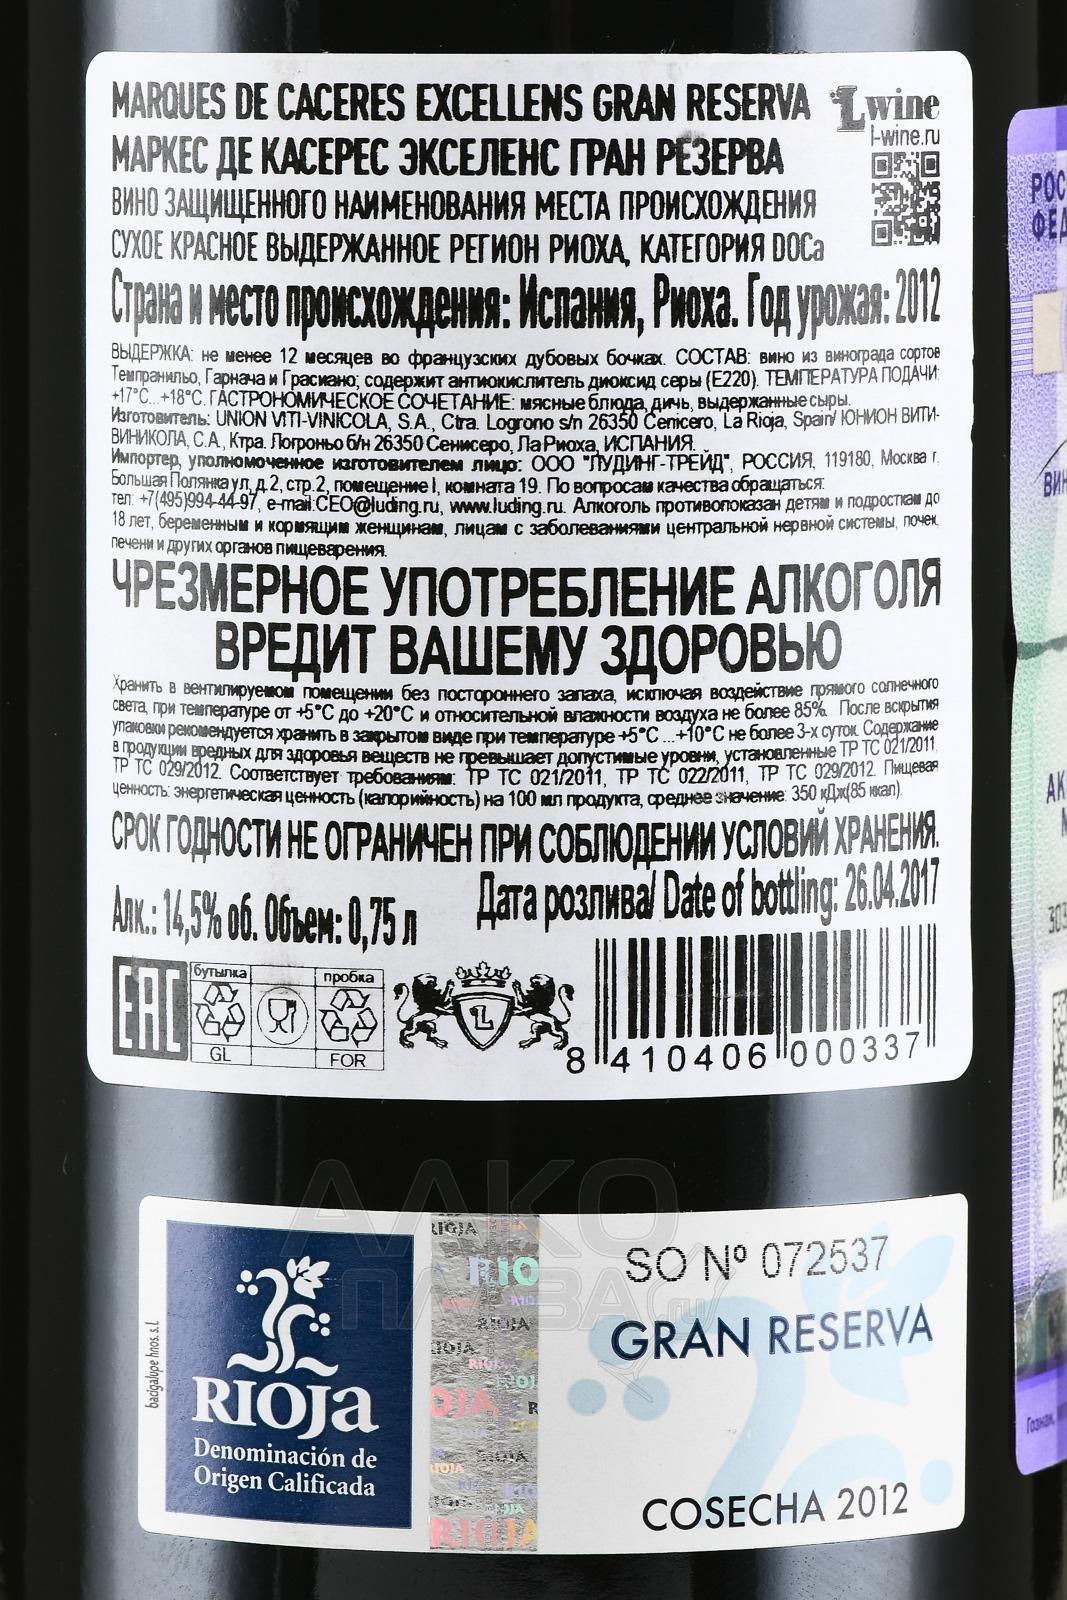 MARQUES DE CACERES EXCELLENS GRAN RESERVA
Lwine
l-wine.ru
МАРКЕС ДЕ КАСЕРЕС ЭКСЕЛЕНС ГРАН РЕЗЕРВА
ВИНО ЗАЩИЩЕННОГО НАИМЕНОВАНИЯ МЕСТА ПРОИСХОЖДЕНИЯ
СУХОЕ КРАСНОЕ ВЫДЕРЖАННОЕ РЕГИОН РИОХА, КАТЕГОРИЯ DOCa
Страна и место происхождения: Испания, Риоха. Год урожая: 2012
ВЫДЕРЖКА: не менее 12 месяцев во французских дубовых бочках. СОСТАВ: вино из винограда сортов
Темпранильо, Гарнача и Грасиано; содержит антиокислитель диоксид серы (Е220). ТЕМПЕРАТУРА ПОДАЧИ:
+17°С...+18°С. ГАСТРОНОМИЧЕСКОЕ СОЧЕТАНИЕ: мясные блюда, дичь, выдержанные сыры.
Изготовитель: UNION VITI-VINICOLA, S.A., Ctra. Logrono s/n 26350 Cenicero, La Rioja, Spain/ ЮНИОН ВИТИ-
ВИНИКОЛА, С.А., Ктра. Логроньо б/н 26350 Сенисеро, Ла Риоха, ИСПАНИЯ.
Импортер, уполномоченное изготовителем лицо: ООО "ЛУДИНГ-ТРЕЙД", РОССИЯ, 119180, Москва г,
Большая Полянка ул, д.2, стр.2, помещение I, комната 19. По вопросам качества обращаться:
тел: +7(495)994-44-97, e-mail:CEO@luding.ru, www.luding.ru. Алкоголь противопоказан детям и подросткам до
18 лет, беременным и кормящим женщинам, лицам с заболеваниями центральной нервной системы, почек,
печени и других органов пищеварения.
ЧРЕЗМЕРНОЕ УПОТРЕБЛЕНИЕ АЛКОГОЛЯ
ВРЕДИТ ВАШЕМУ ЗДОРОВЬЮ
Хранить в вентилируемом помещении без постороннего запаха, исключая воздействие прямого солнечного
света, при температуре от +5°С до +20°С и относительной влажности воздуха не более 85%. После вскрытия
упаковки рекомендуется хранить в закрытом виде при температуре +5°С ...+10°С не более 3-х суток. Содержание
в продукции вредных для здоровья веществ не превышает допустимые уровни, установленные ТР ТС 021/2011,
ТР ТС 029/2012. Соответствует требованиям: ТР ТС 021/2011, ТР ТС 022/2011, ТР ТС 029/2012. Пищевая
ценность: энергетическая ценность (калорийность) на 100 мл продукта, среднее значение: 350 кДж(85 ккал).
СРОК ГОДНОСТИ НЕ ОГРАНИЧЕН ПРИ СОБЛЮДЕНИИ УСЛОВИЙ ХРАНЕНИЯ.
Дата розлива/ Date of bottling: 26.04.2017
Алк.: 14,5% об. Объем: 0,75 л
EAC
бутылка
пробка
GL
FOR
L
8 410406 000337
АЛКО
ПЛАЗА.ru
bacigalupe hnos. s.l.
RIOJa
Denominación de
Origen Calificada
RIOJA
SO Nº 072537
GRAN RESERVA
COSECHA 2012
РОС
ФЕД
ВИН
АК
303
Гознак,